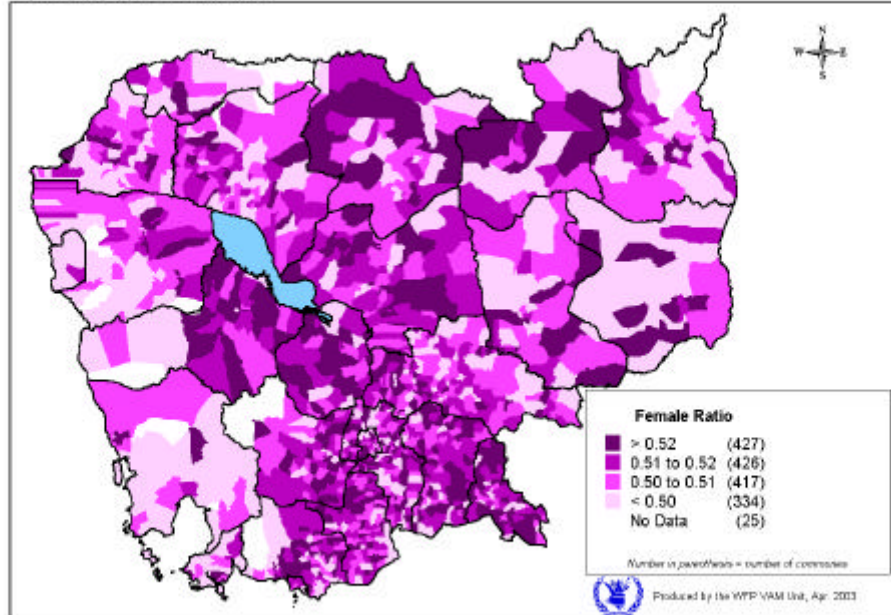 N
W E
S
Female Ratio
> 0.52 (427)
0.51 to 0.52 (426)
0.50 to 0.51 (417)
< 0.50 (334)
No Data (25)
Number in parenthesis = number of communes
Produced by the WFP VAM Unit, Apr. 2003